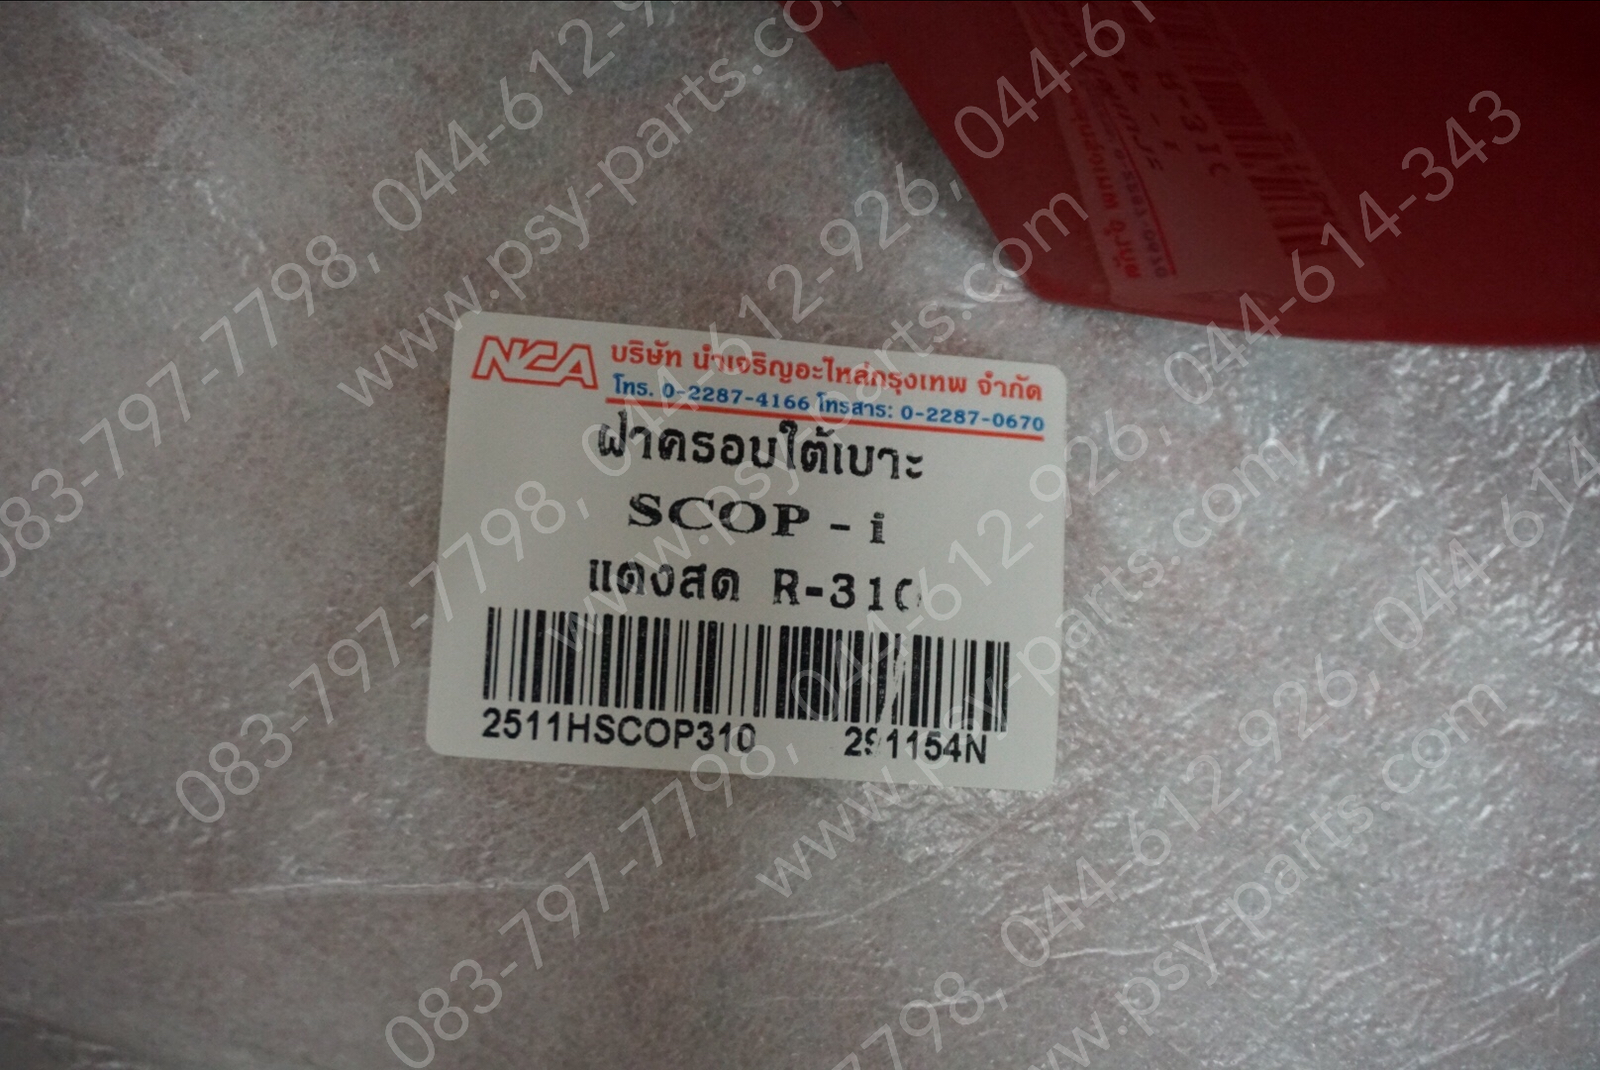 NCA บริษัท นำเจริญอะไหล่กรุงเทพ จำกัด
โทร. 0-2287-4166 โทรสาร: 0-2287-0670
ฝาครอบใต้เบาะ
SCOP - i
แดงสด R-310
2511HSCOP310 291154N
083-797-7798, 044-612-926, 044-614-343
www.psy-parts.com